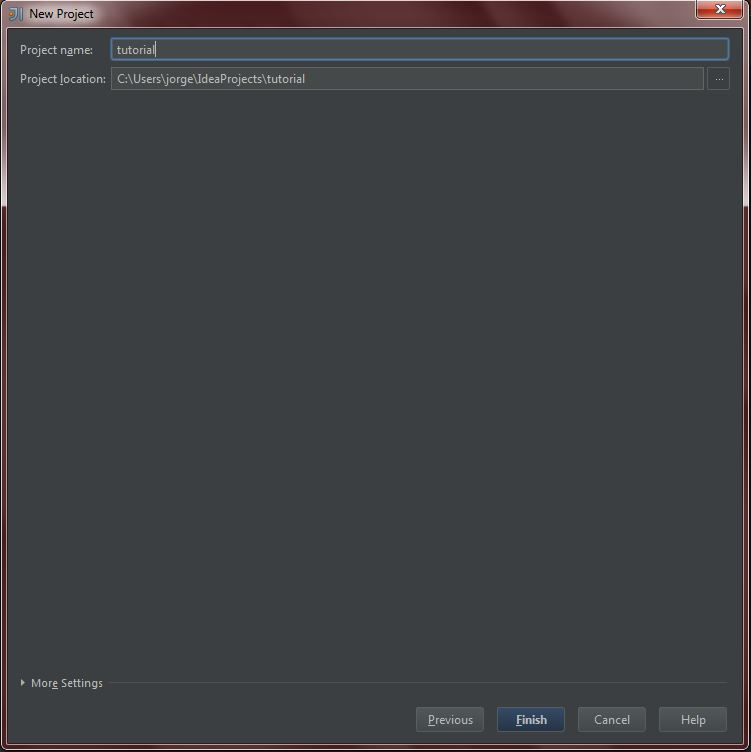 New Project
Project name: tutorial
Project location: C:\Users\jorge\IdeaProjects\tutorial ...
More Settings
Previous Finish Cancel Help